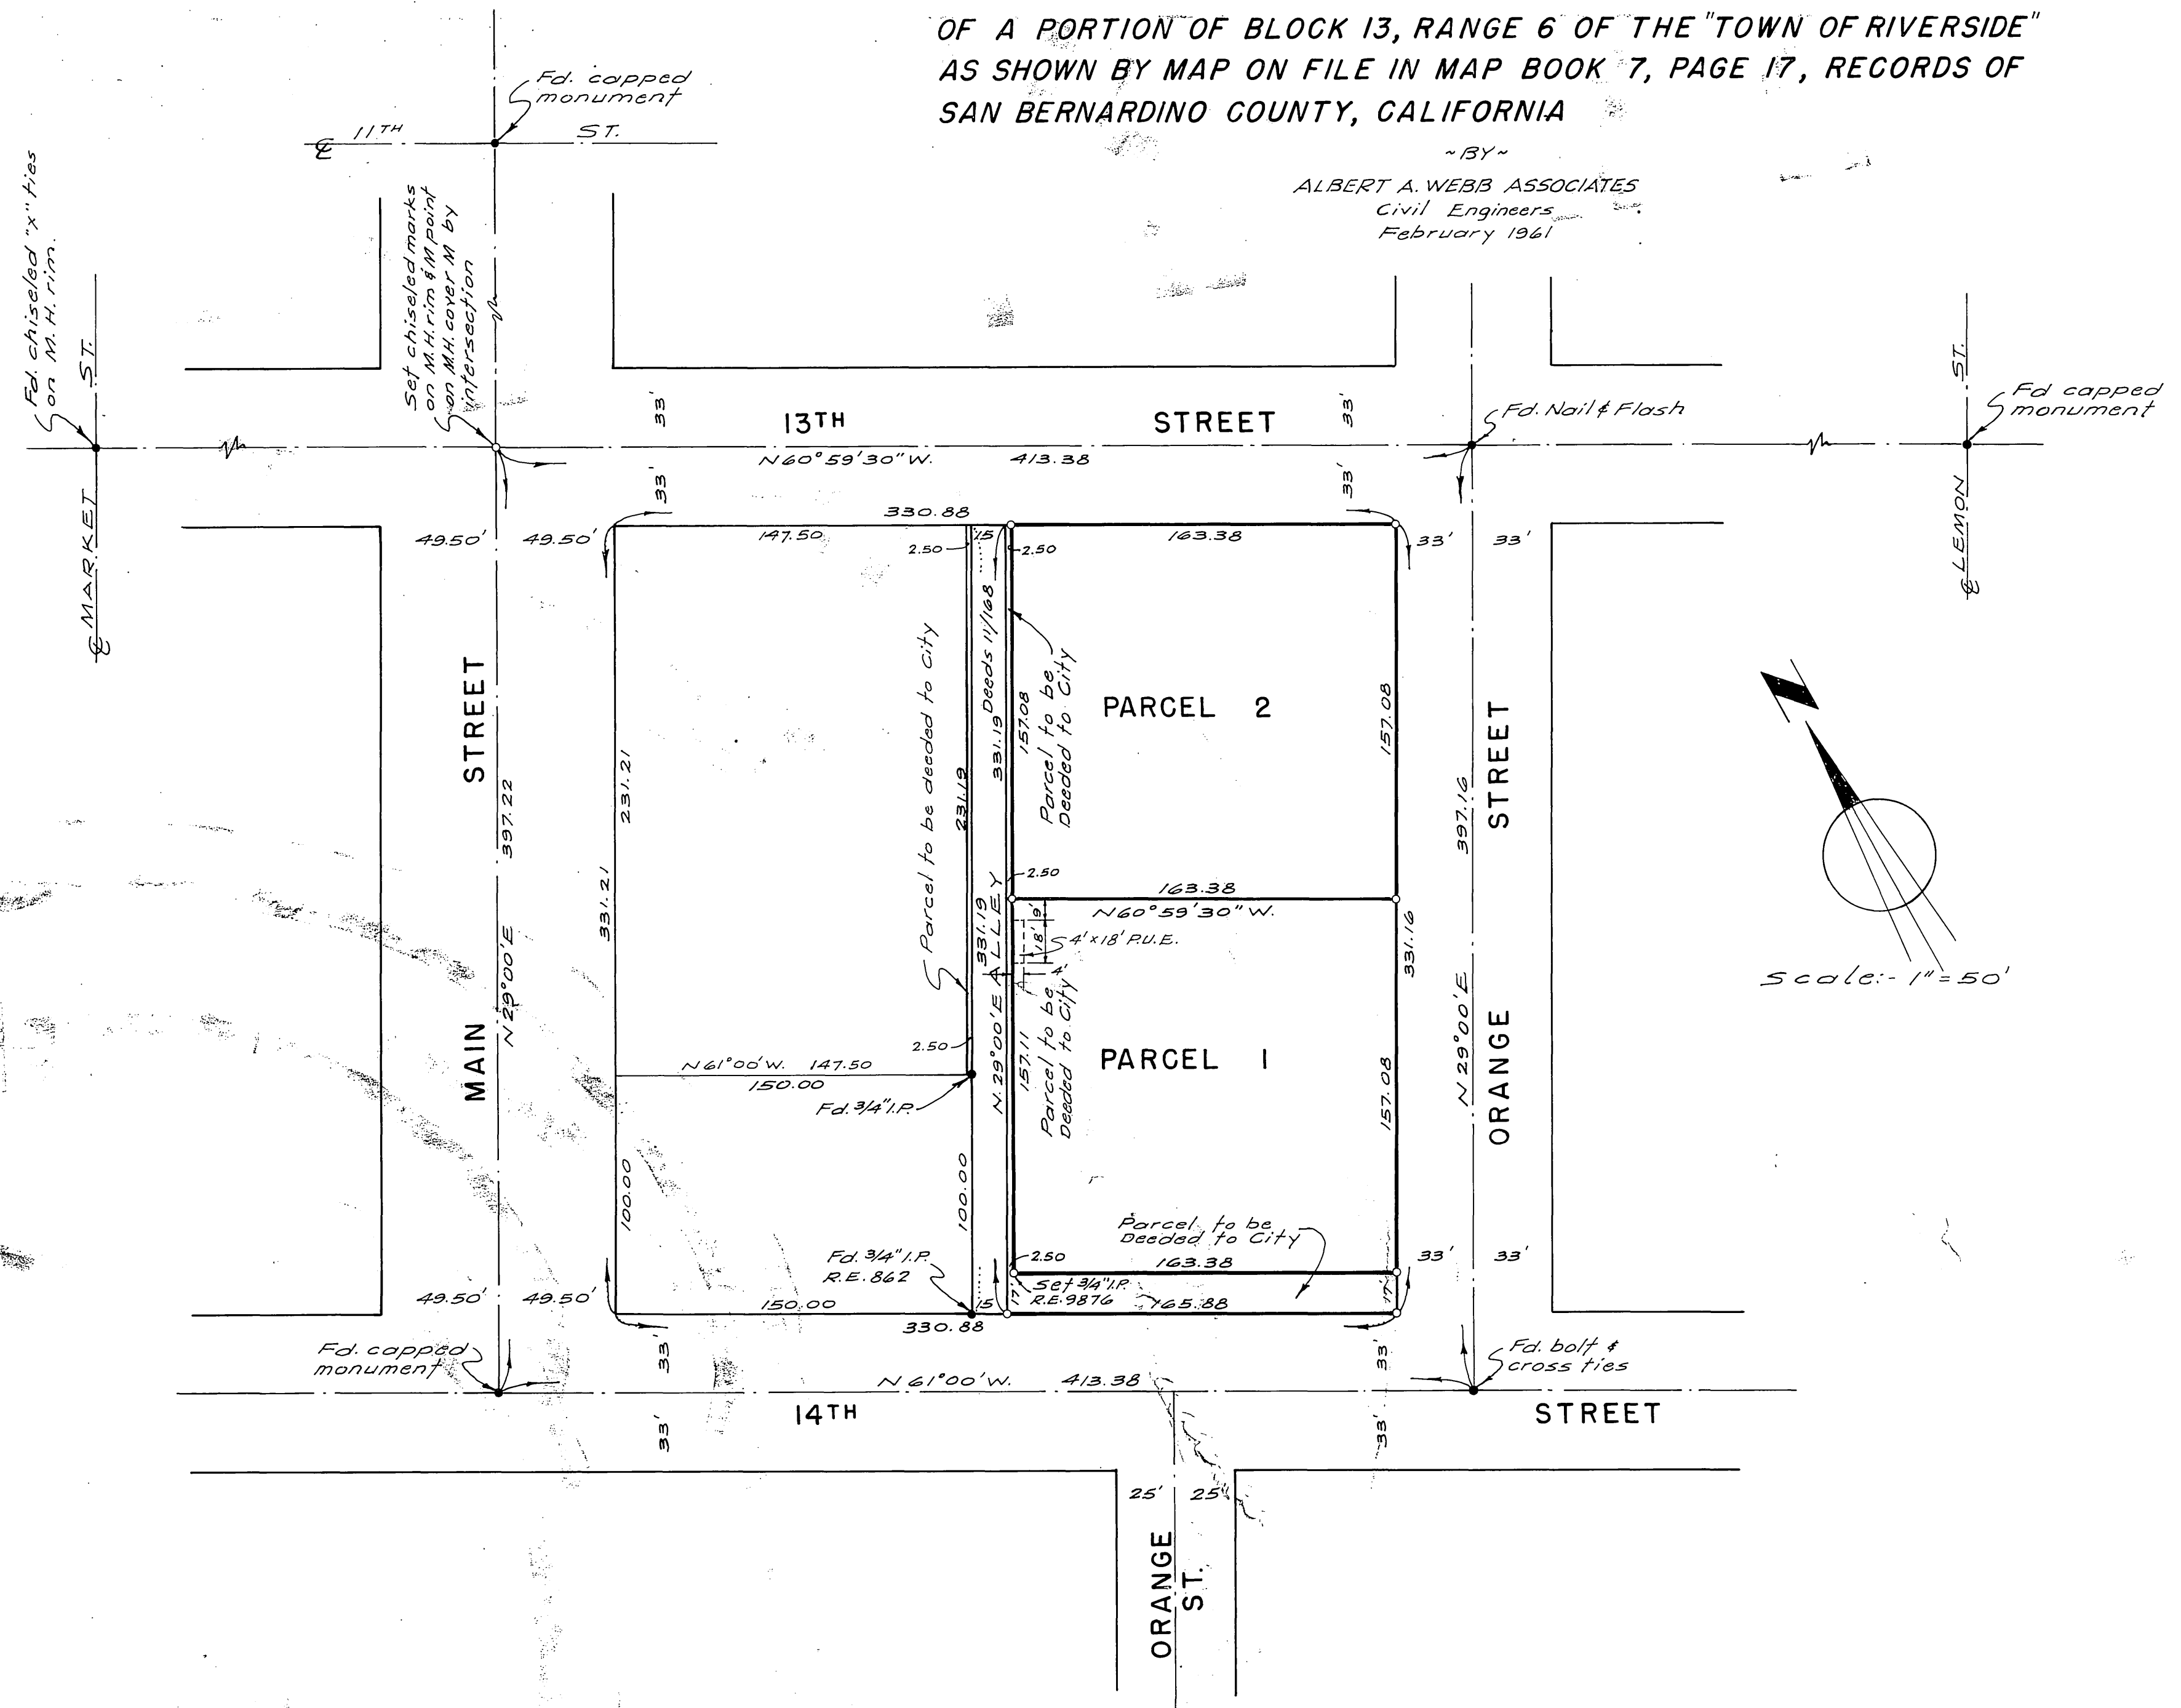 OF A PORTION OF BLOCK 13, RANGE 6 OF THE "TOWN OF RIVERSIDE"
AS SHOWN BY MAP ON FILE IN MAP BOOK 7, PAGE 17, RECORDS OF
SAN BERNARDINO COUNTY, CALIFORNIA
~BY~
ALBERT A. WEBB ASSOCIATES
Civil Engineers
February 1961
Fd. capped
monument
℄ 11TH ST.
Fd. chiseled "x" ties
on M.H. rim.
Set chiseled marks
on M.H. rim & M point
on M.H. cover M by
intersection
℄ MARKET ST.
℄ LEMON ST.
Fd capped
monument
Fd. Nail & Flash
33'
33'
13TH STREET
N60°59'30"W. 413.38
33'
33'
49.50' 49.50'
330.88
147.50
2.50
15
2.50
163.38
33' 33'
Deeds 11/168
Parcel to be deeded to City
Parcel to be
Deeded to City
PARCEL 2
157.08
157.08
331.19
231.19
231.21
331.21
MAIN STREET
397.22
N29°00'E
397.16
N29°00'E
ORANGE STREET
2.50
163.38
N60°59'30"W.
9'
18'
4'x18' P.U.E.
4'
331.19
N.29°00'E ALLEY
331.16
Scale:- 1"=50'
Parcel to be
Deeded to City
157.11
PARCEL 1
157.08
2.50
N61°00'W. 147.50
150.00
Fd. 3/4" I.P.
100.00
100.00
Fd. 3/4" I.P.
R.E. 862
Parcel to be
Deeded to City
2.50
163.38
33' 33'
Set 3/4" I.P.
R.E. 9876
17'
17'
49.50' 49.50'
150.00
15
165.88
330.88
33'
33'
Fd. capped
monument
Fd. bolt &
cross ties
N 61°00'W. 413.38
14TH STREET
33'
33'
25' 25'
ORANGE
ST.
N